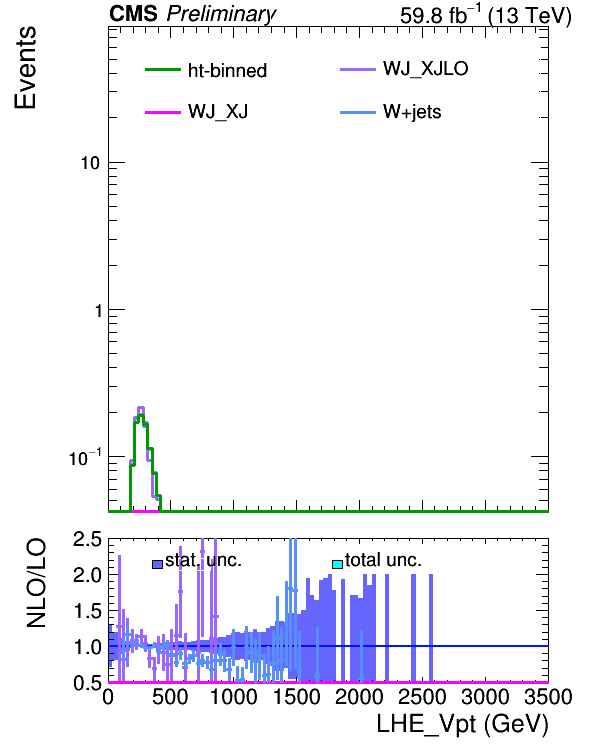 CMS Preliminary 59.8 fb⁻¹ (13 TeV)
Events
ht-binned WJ_XJLO
WJ_XJ W+jets
10
1
10⁻¹
NLO/LO
stat. unc. total unc.
2.5
2.0
1.5
1.0
0.5
0 500 1000 1500 2000 2500 3000 3500
LHE_Vpt (GeV)